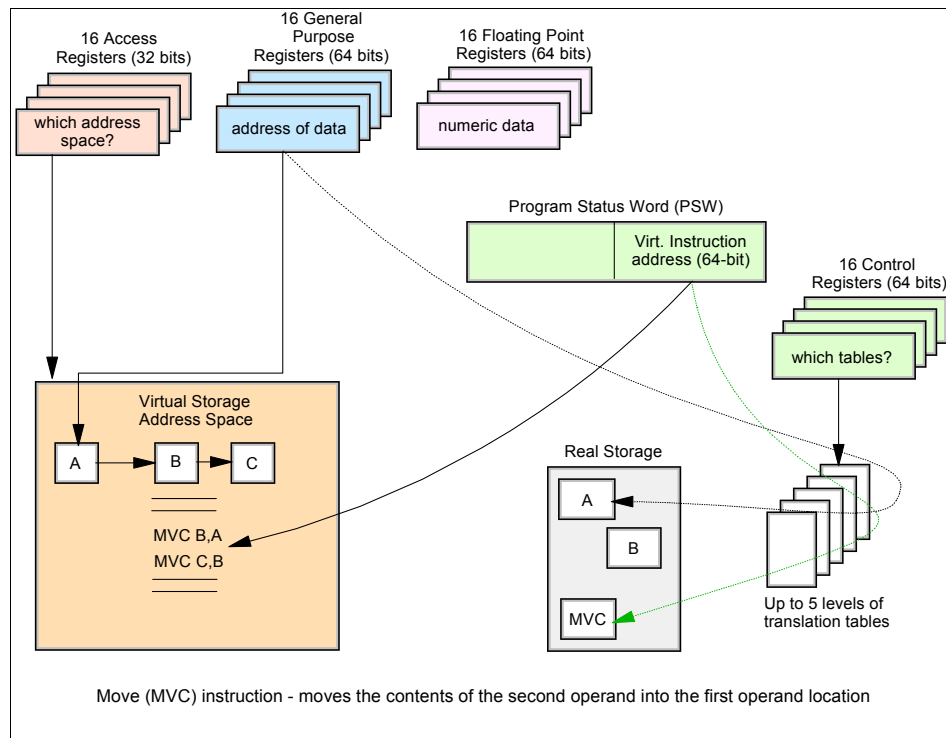 16 Access
Registers (32 bits)
which address
space?
16 General
Purpose
Registers (64 bits)
address of data
16 Floating Point
Registers (64 bits)
numeric data
Program Status Word (PSW)
Virt. Instruction
address (64-bit)
16 Control
Registers (64 bits)
which tables?
Virtual Storage
Address Space
A
B
C
MVC B,A
MVC C,B
Real Storage
A
B
MVC
Up to 5 levels of
translation tables
Move (MVC) instruction - moves the contents of the second operand into the first operand location